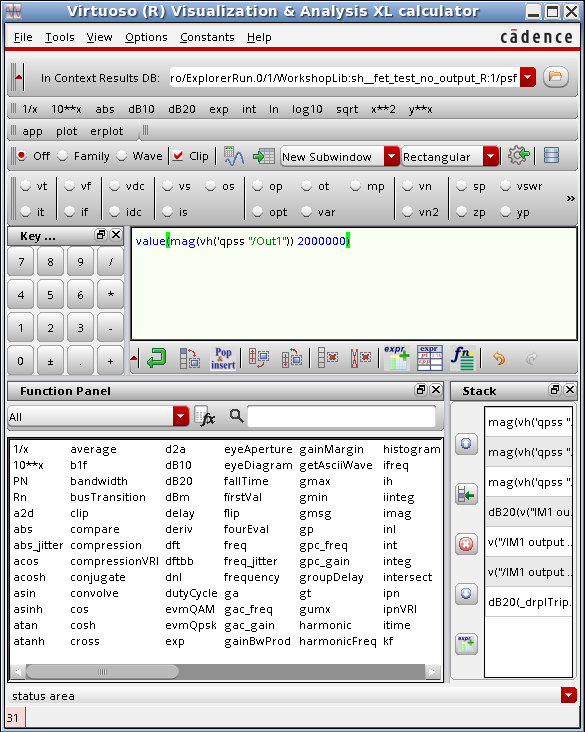 Virtuoso (R) Visualization & Analysis XL calculator
File Tools View Options Constants Help cādence
In Context Results DB: ro/ExplorerRun.0/1/WorkshopLib:sh__fet_test_no_output_R:1/psf
1/x 10**x abs dB10 dB20 exp int ln log10 sqrt x**2 y**x
app plot erplot
Off Family Wave Clip New Subwindow Rectangular
vt vf vdc vs os op ot mp vn sp vswr
it if idc is opt var vn2 zp yp »
Key ...
7 8 9 /
4 5 6 *
1 2 3 -
0 ± . +
value(mag(vh('qpss "/Out1")) 2000000)
Pop insert expr expr fn
Function Panel
All fx
1/x average d2a eyeAperture gainMargin histogram
10**x b1f dB10 eyeDiagram getAsciiWave ifreq
PN bandwidth dB20 fallTime gmax ih
Rn busTransition dBm firstVal gmin iinteg
a2d clip delay flip gmsg imag
abs compare deriv fourEval gp inl
abs_jitter compression dft freq gpc_freq int
acos compressionVRI dftbb freq_jitter gpc_gain integ
acosh conjugate dnl frequency groupDelay intersect
asin convolve dutyCycle ga gt ipn
asinh cos evmQAM gac_freq gumx ipnVRI
atan cosh evmQpsk gac_gain harmonic itime
atanh cross exp gainBwProd harmonicFreq kf
Stack
mag(vh('qpss "..
mag(vh('qpss "..
mag(vh('qpss "..
dB20(v("IM1 ou..
v("/IM1 output ..
v("/IM1 output ...
dB20(_drplTrip..
expr
status area
31